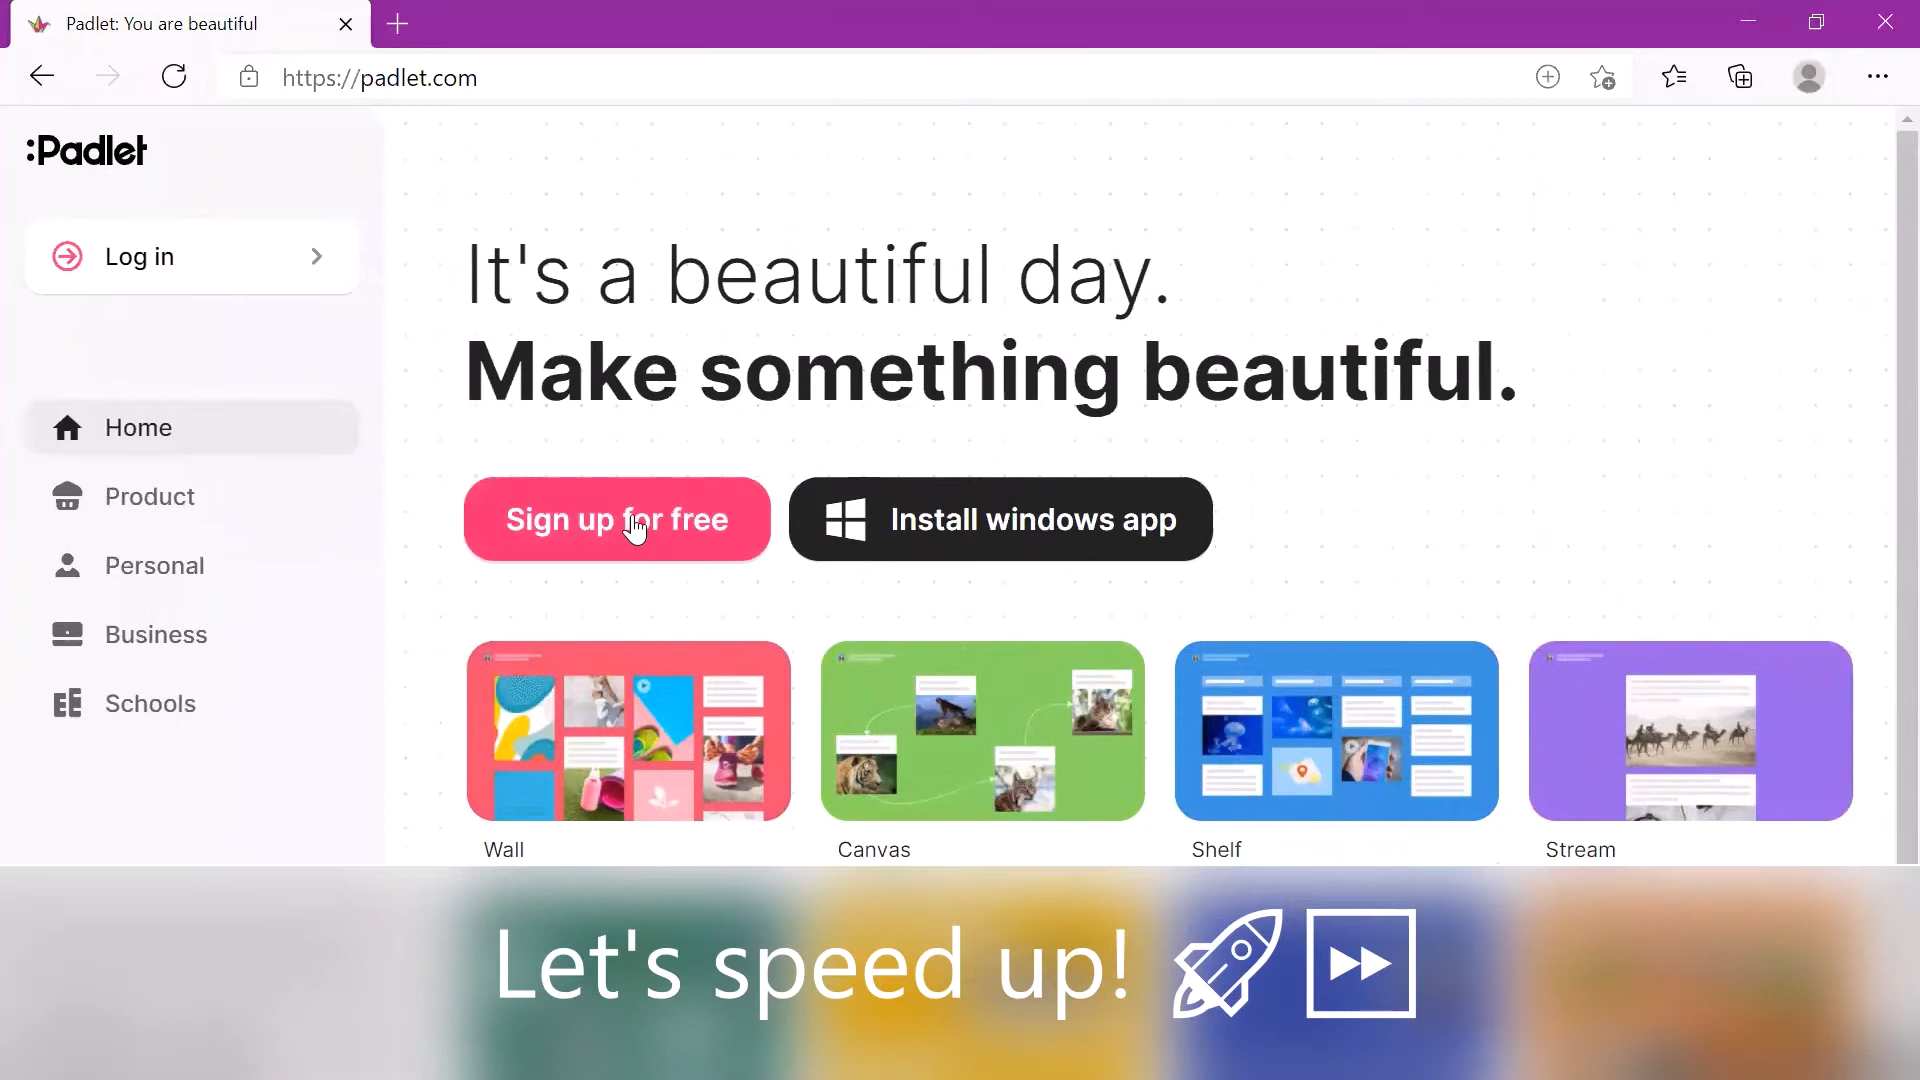 Padlet: You are beautiful
https://padlet.com
:Padlet
Log in
It's a beautiful day.
Make something beautiful.
Home
Product
Personal
Business
Schools
Sign up for free
Install windows app
Wall
Canvas
Shelf
Stream
Let's speed up!